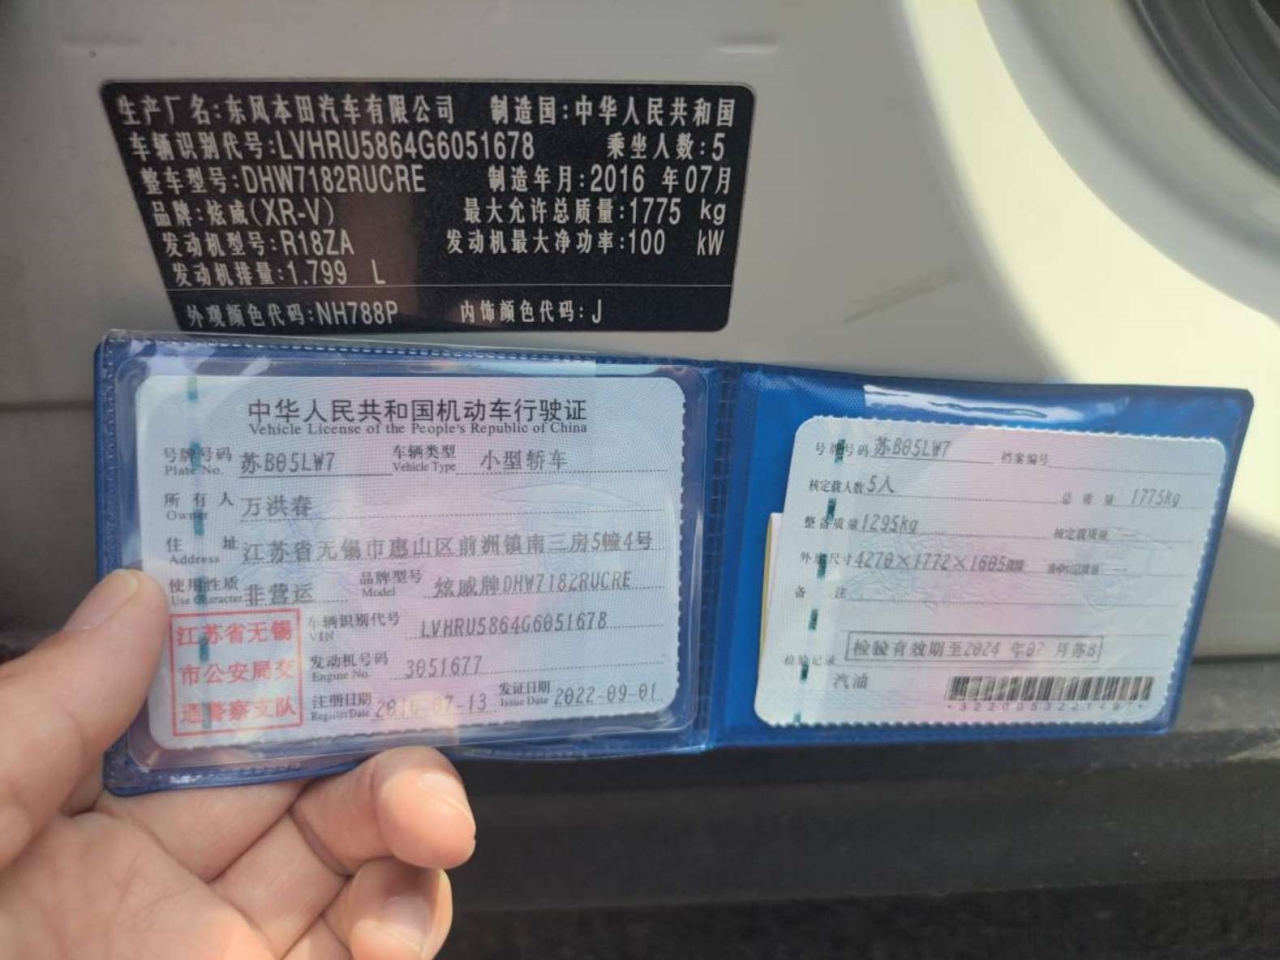 生产厂名:东风本田汽车有限公司 制造国:中华人民共和国
车辆识别代号:LVHRU5864G6051678 乘坐人数:5
整车型号:DHW7182RUCRE 制造年月:2016 年07月
品牌:炫威(XR-V) 最大允许总质量:1775 kg
发动机型号:R18ZA 发动机最大净功率:100 kW
发动机排量:1.799 L
外观颜色代码:NH788P 内饰颜色代码:J
中华人民共和国机动车行驶证
Vehicle License of the People's Republic of China
号牌号码 苏B05LW7 车辆类型 小型轿车
Plate No. Vehicle Type
所有人 万洪春
Owner
住址 江苏省无锡市惠山区前洲镇南三房5幢4号
Address
使用性质 非营运 品牌型号 炫威牌DHW7182RUCRE
Use Character Model
江苏省无锡
市公安局交
通警察支队
车辆识别代号 LVHRU5864G6051678
VIN
发动机号码 3051677
Engine No.
注册日期 2016-07-13 发证日期 2022-09-01
Register Date Issue Date
号牌号码 苏B05LW7 档案编号
核定载人数 5人 总质量 1775kg
整备质量 1295kg 核定载质量
外廓尺寸 4270×1772×1605
备注
检验记录 检验有效期至2024年07月苏B
汽油